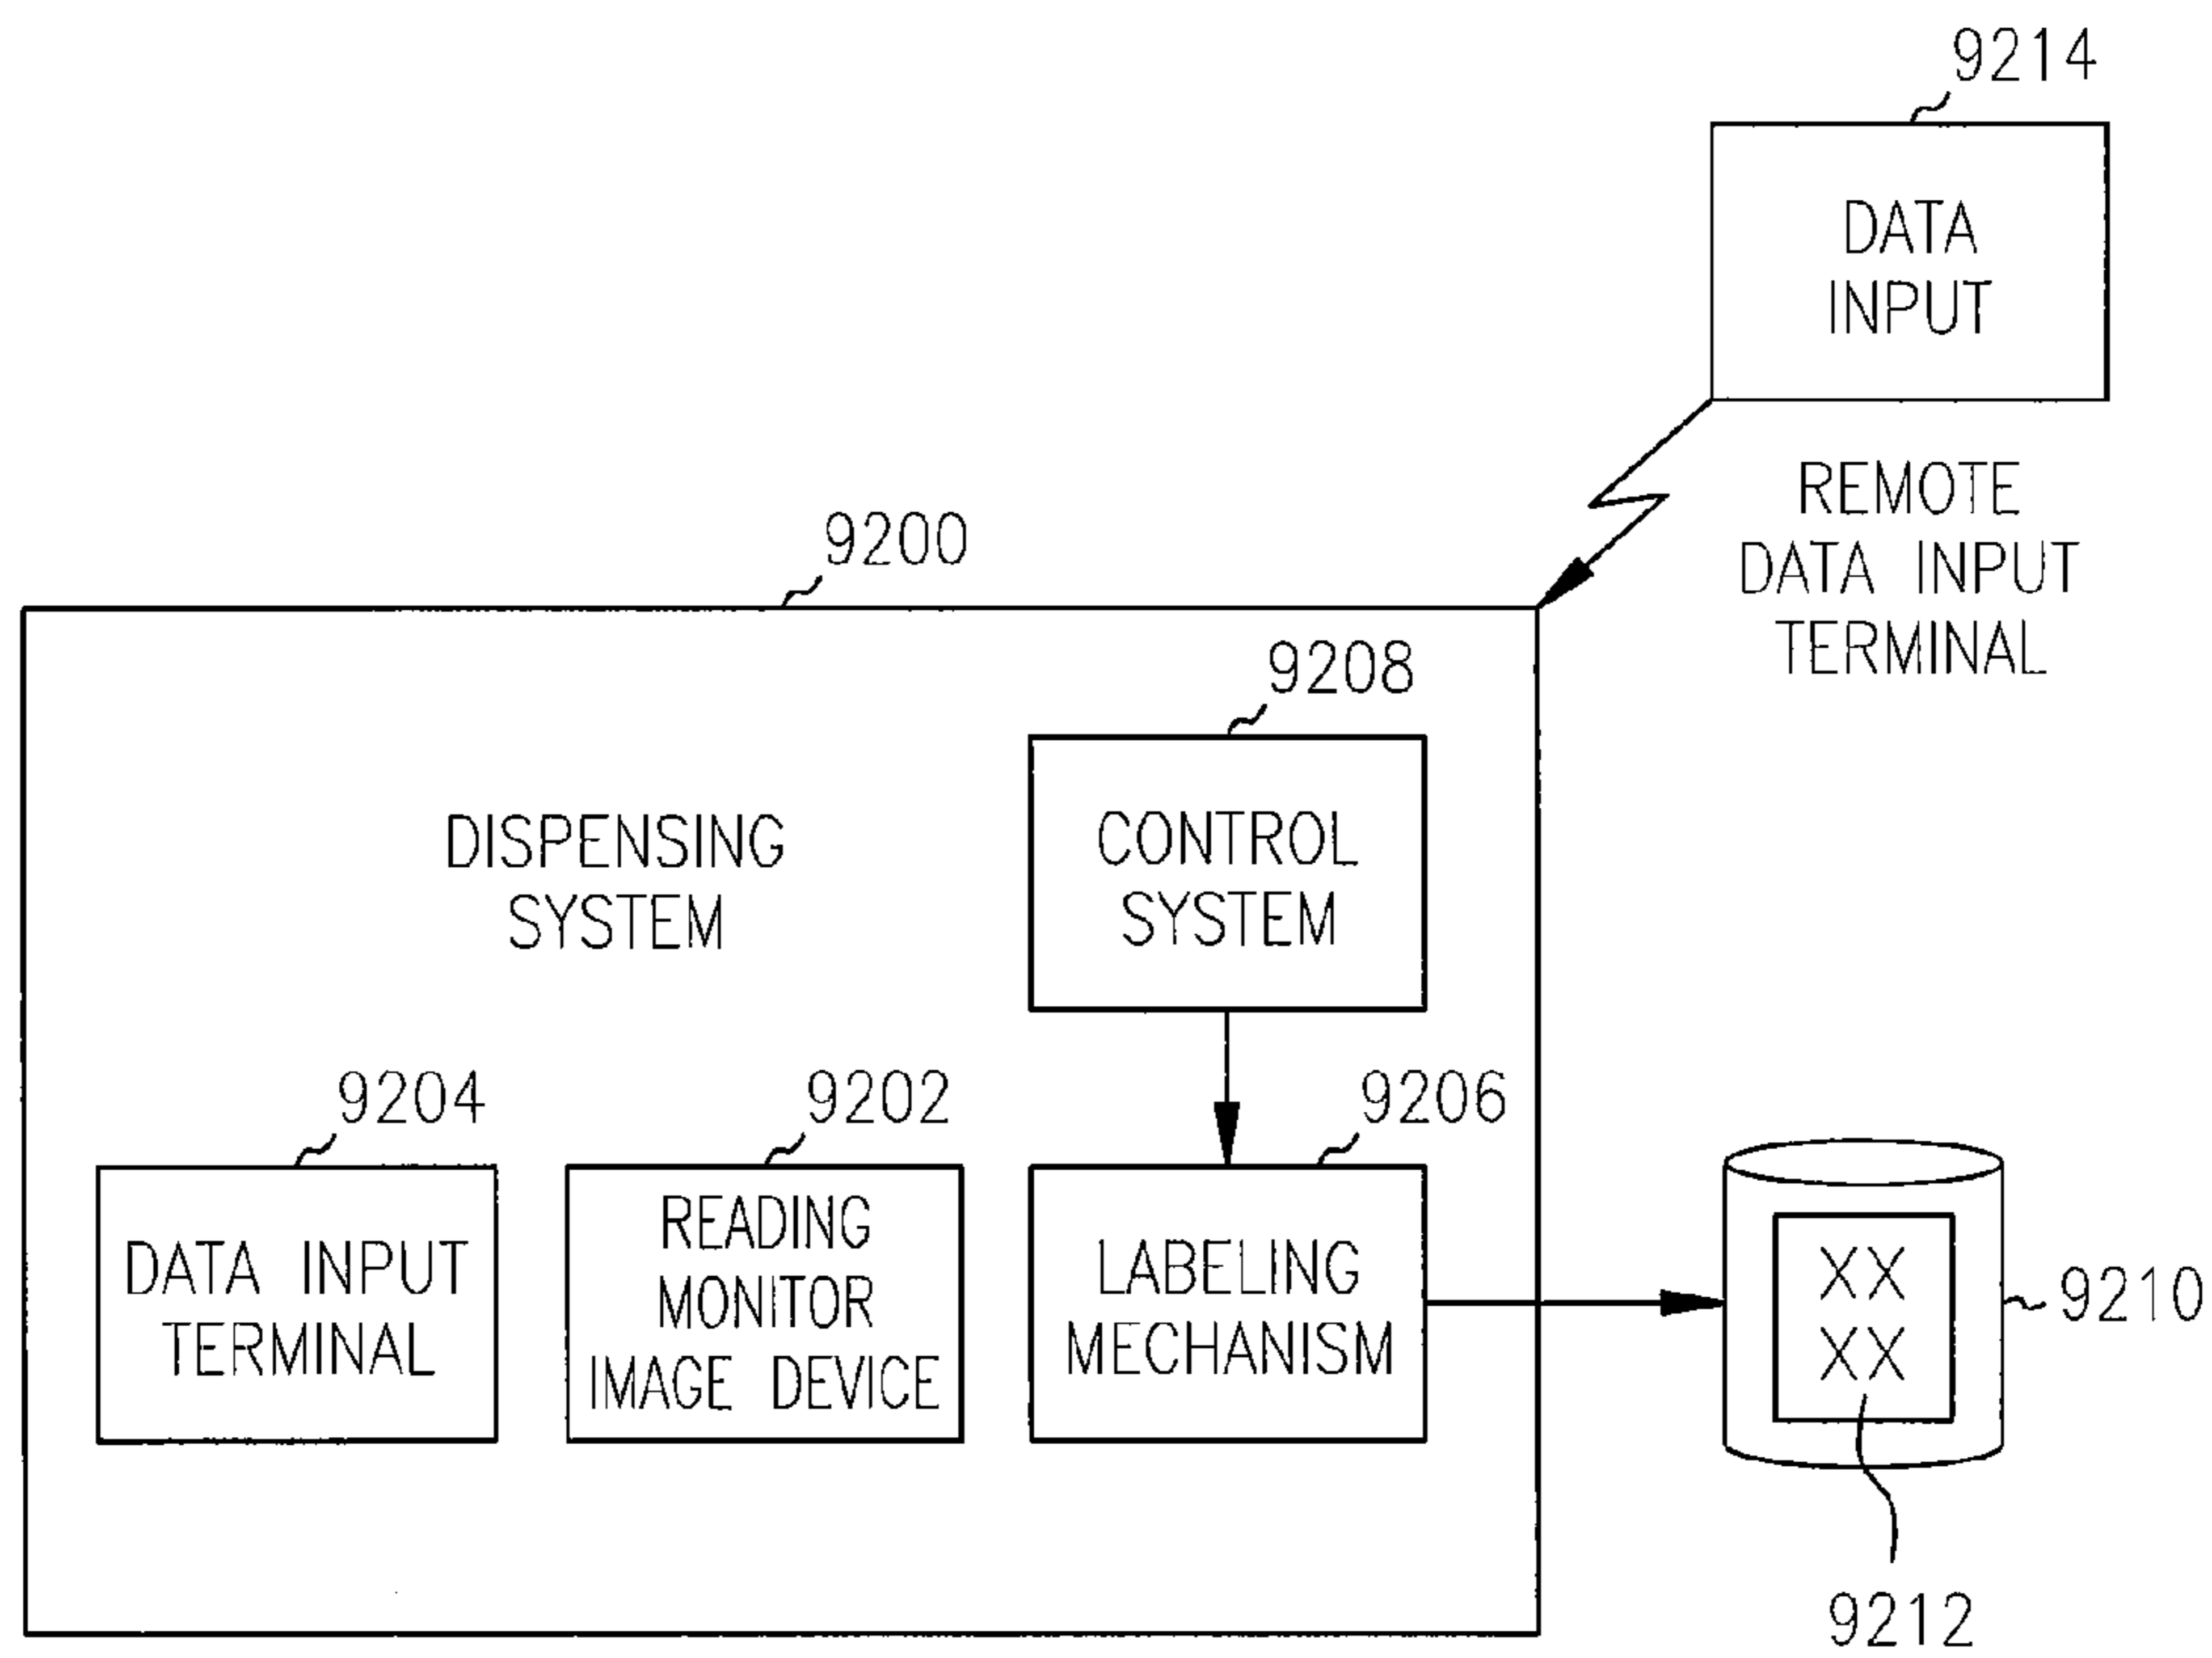 9214
DATA
INPUT
REMOTE
DATA INPUT
TERMINAL
9200
9208
DISPENSING
SYSTEM
CONTROL
SYSTEM
9204
DATA INPUT
TERMINAL
9202
READING
MONITOR
IMAGE DEVICE
9206
LABELING
MECHANISM
XX
XX
9210
9212